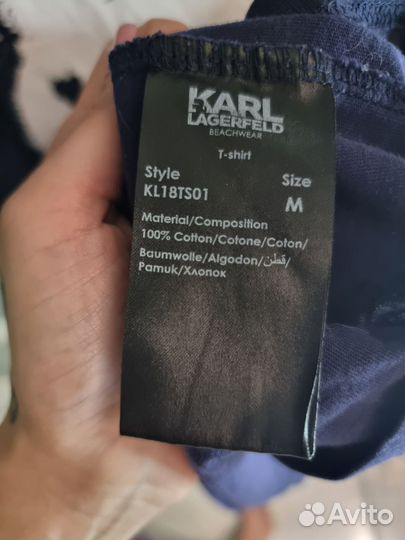 KARL
LAGERFELD
BEACHWEAR
T-shirt
Style Size
KL18TS01 M
Material/Composition
100% Cotton/Cotone/Coton/
Baumwolle/Algodon/قطن/
Pamuk/Хлопок
Avito